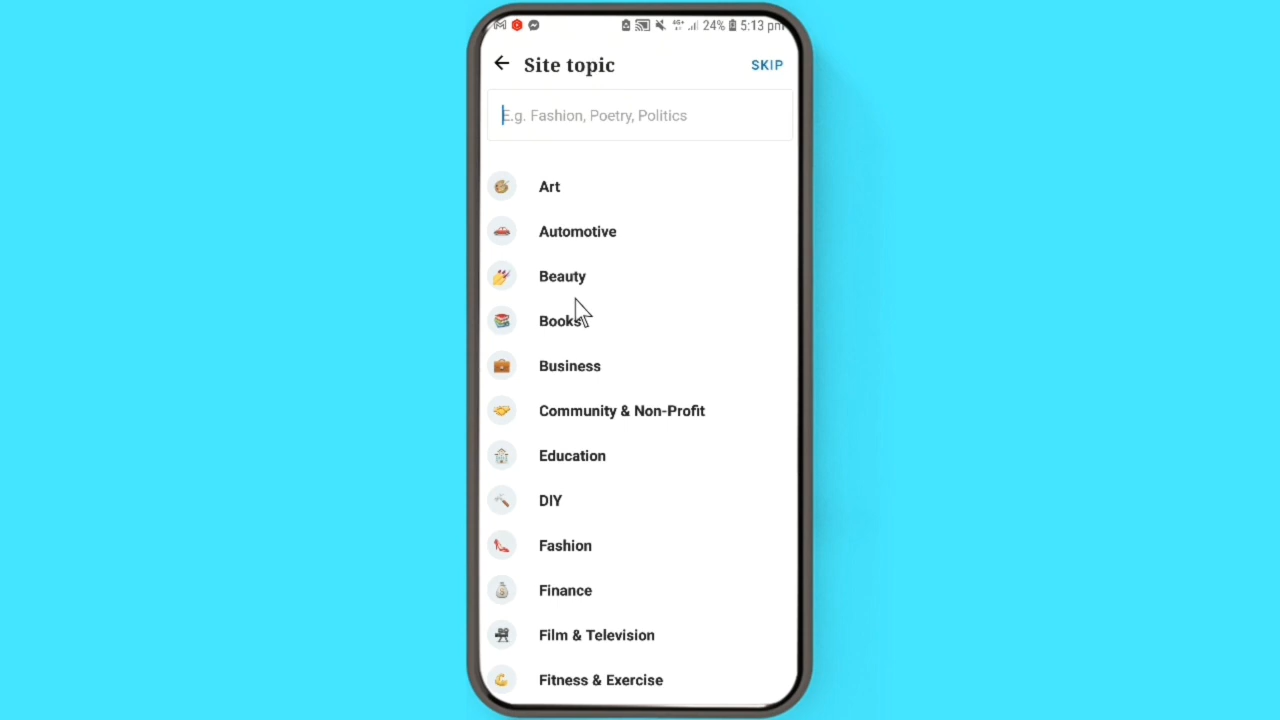 24% 5:13 pm
Site topic
SKIP
E.g. Fashion, Poetry, Politics
Art
Automotive
Beauty
Books
Business
Community & Non-Profit
Education
DIY
Fashion
Finance
Film & Television
Fitness & Exercise